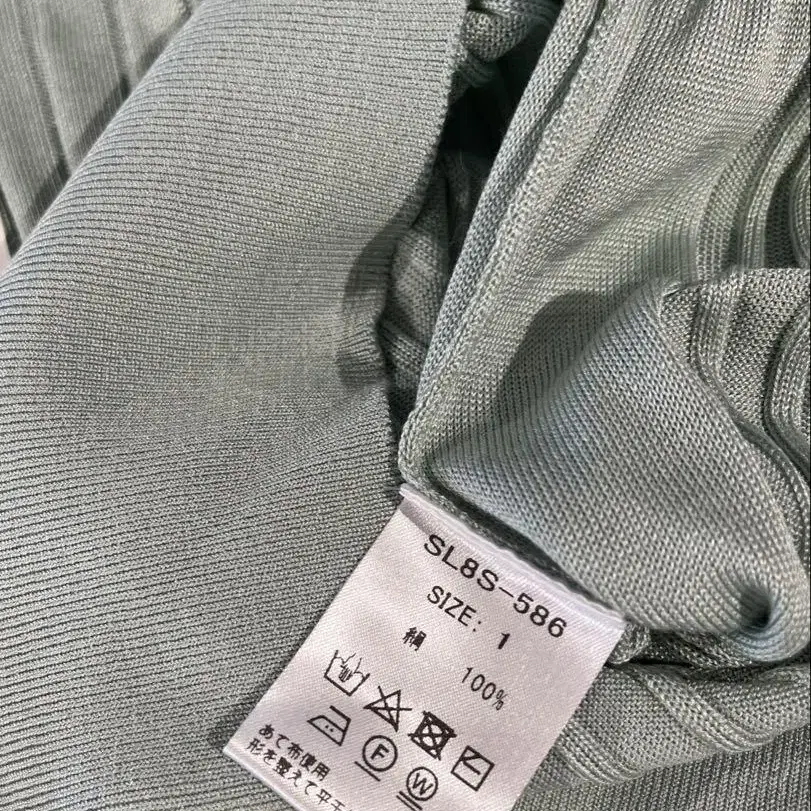 SL8S-586
SIZE: 1
絹 100%
F
W
あて布使用
形を整えて平干